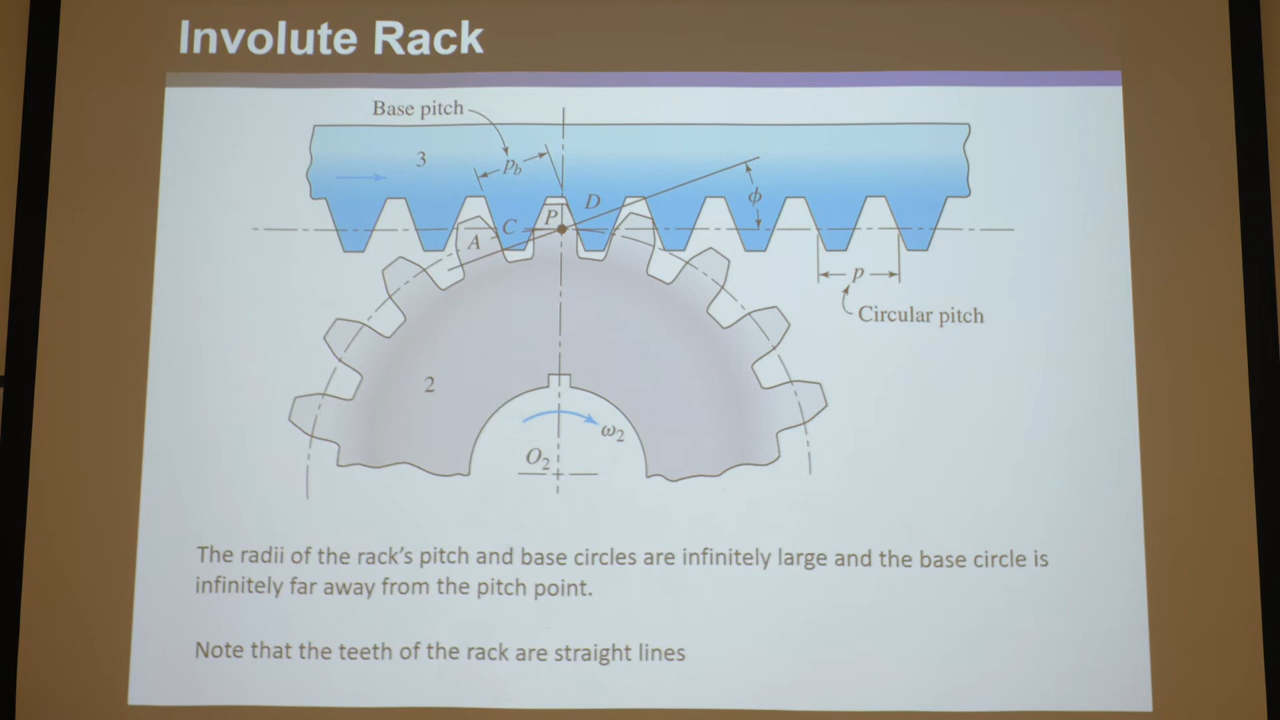 Involute Rack
Base pitch
3
Pb
D
ϕ
P
C
A
p
Circular pitch
2
ω2
O2
The radii of the rack's pitch and base circles are infinitely large and the base circle is
infinitely far away from the pitch point.
Note that the teeth of the rack are straight lines